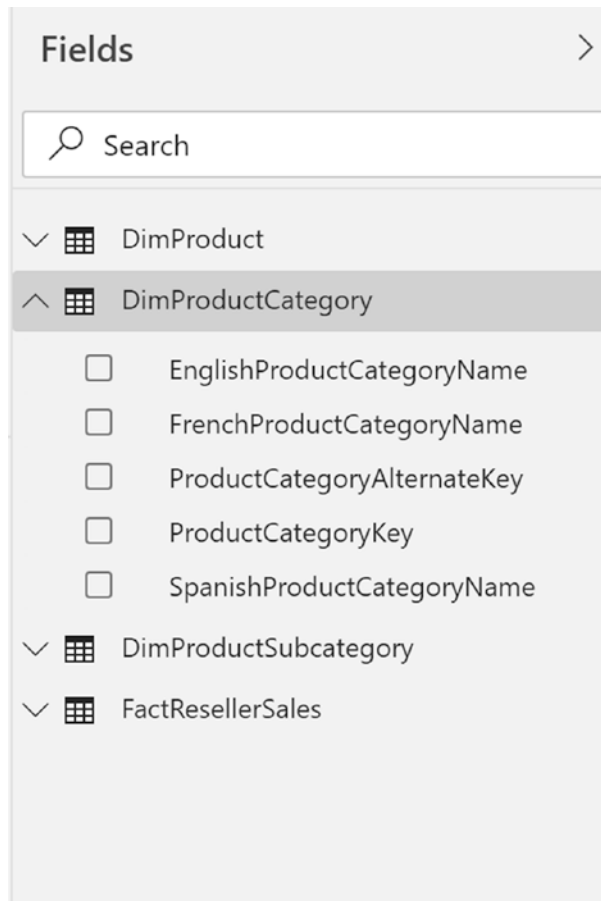 Fields
Search
DimProduct
DimProductCategory
EnglishProductCategoryName
FrenchProductCategoryName
ProductCategoryAlternateKey
ProductCategoryKey
SpanishProductCategoryName
DimProductSubcategory
FactResellerSales